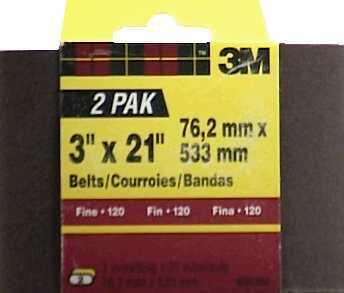 3M
2 PAK
3" x 21" 76,2 mm x
533 mm
Belts/Courroies/Bandas
Fine • 120 Fin • 120 Fina • 120
2